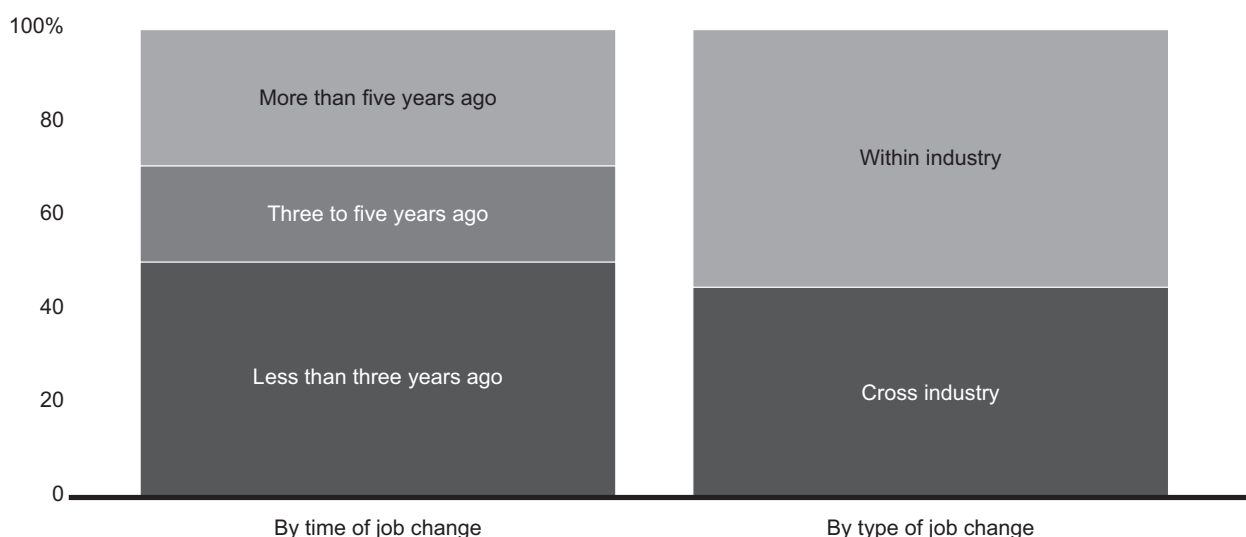 100%
80
60
40
20
0
More than five years ago
Three to five years ago
Less than three years ago
Within industry
Cross industry
By time of job change
By type of job change